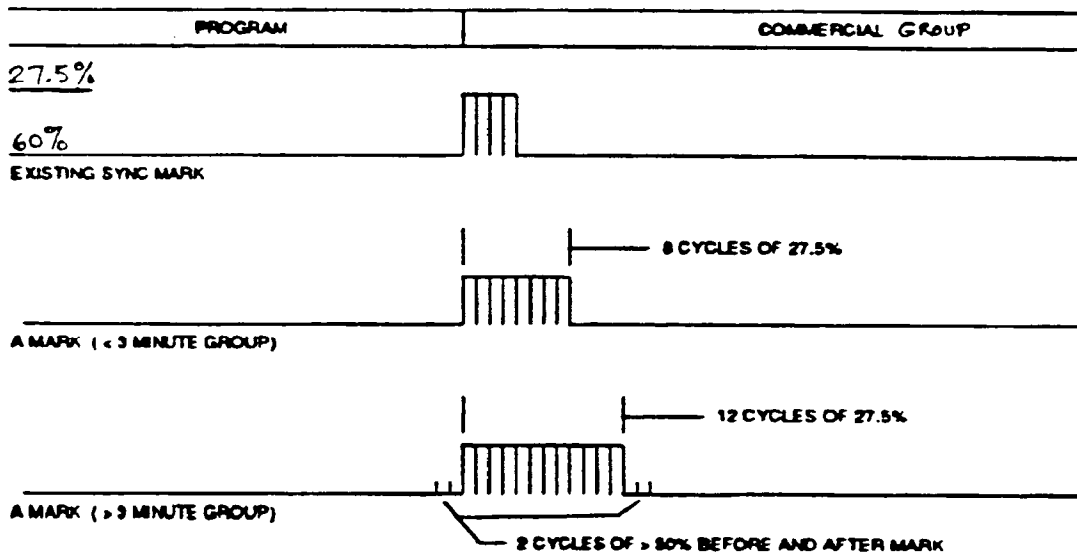 PROGRAM COMMERCIAL GROUP
27.5%
60%
EXISTING SYNC MARK
8 CYCLES OF 27.5%
A MARK ( < 3 MINUTE GROUP)
12 CYCLES OF 27.5%
A MARK ( > 3 MINUTE GROUP)
2 CYCLES OF > 80% BEFORE AND AFTER MARK